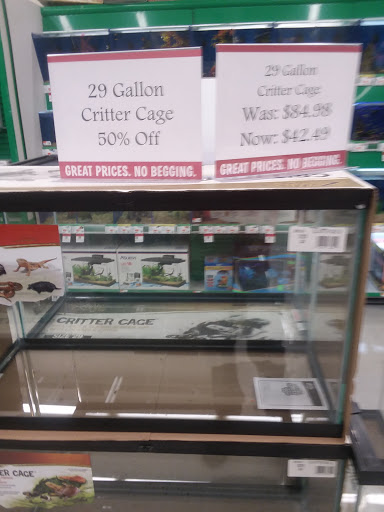 29 Gallon
Critter Cage
50% Off
GREAT PRICES. NO BEGGING.
29 Gallon
Critter Cage
Was: $84.98
Now: $42.49
GREAT PRICES. NO BEGGING.
CRITTER CAGE
ER CAGE